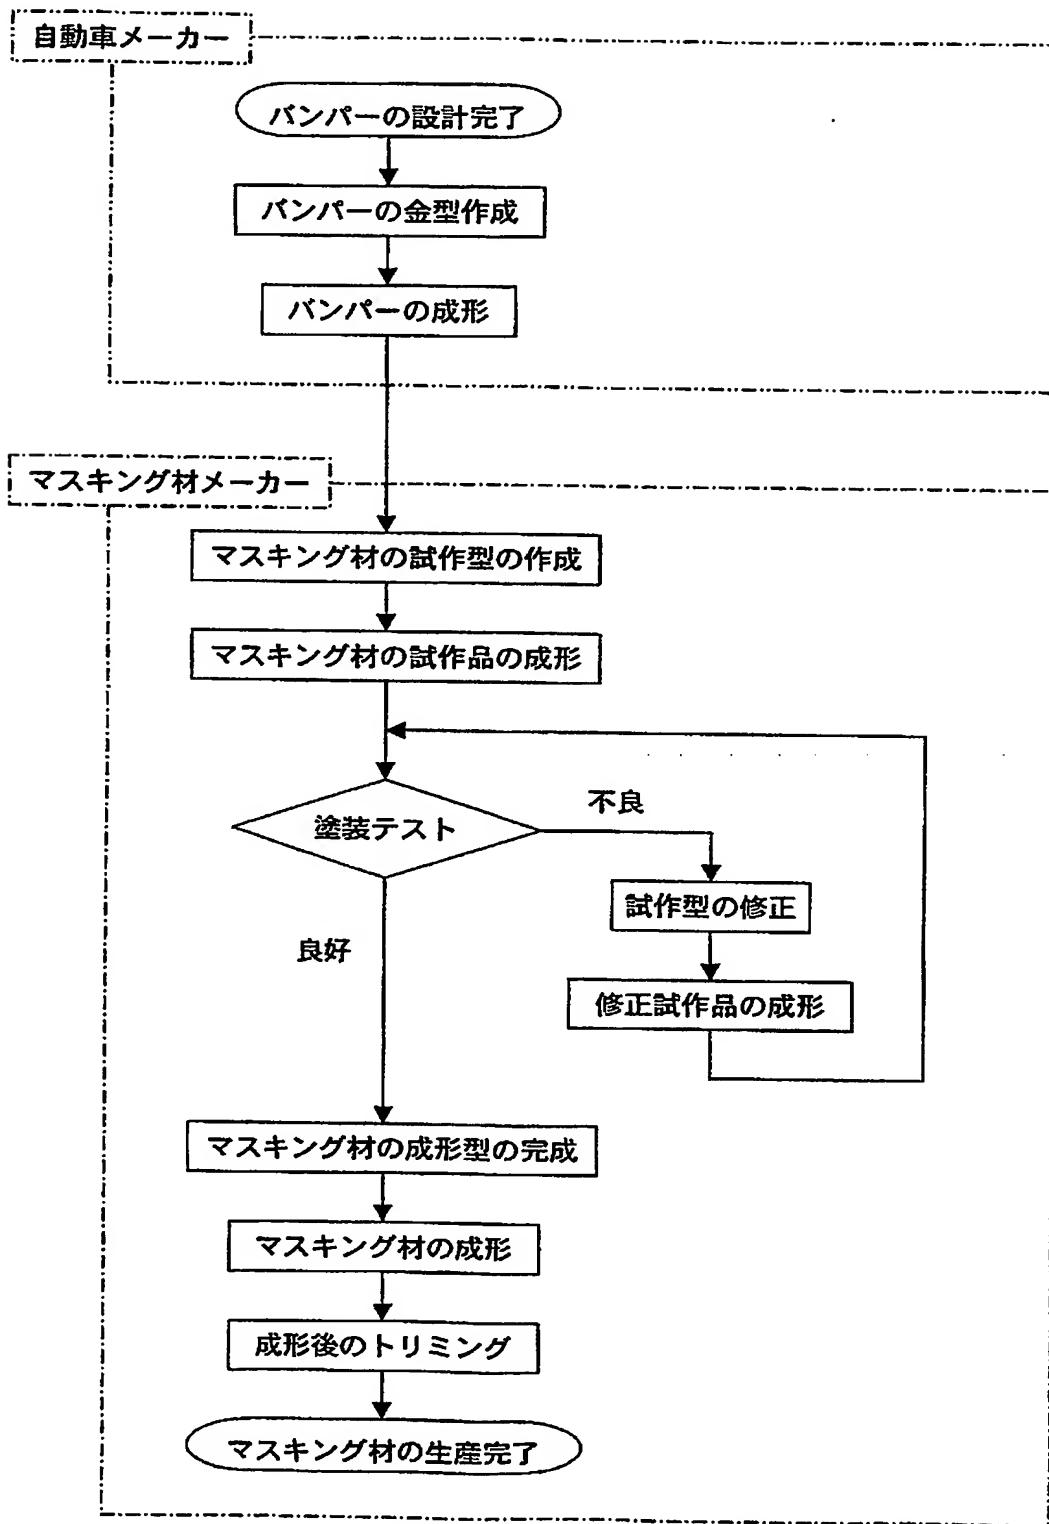 自動車メーカー
バンパーの設計完了
バンパーの金型作成
バンパーの成形
マスキング材メーカー
マスキング材の試作型の作成
マスキング材の試作品の成形
塗装テスト
不良
試作型の修正
良好
修正試作品の成形
マスキング材の成形型の完成
マスキング材の成形
成形後のトリミング
マスキング材の生産完了